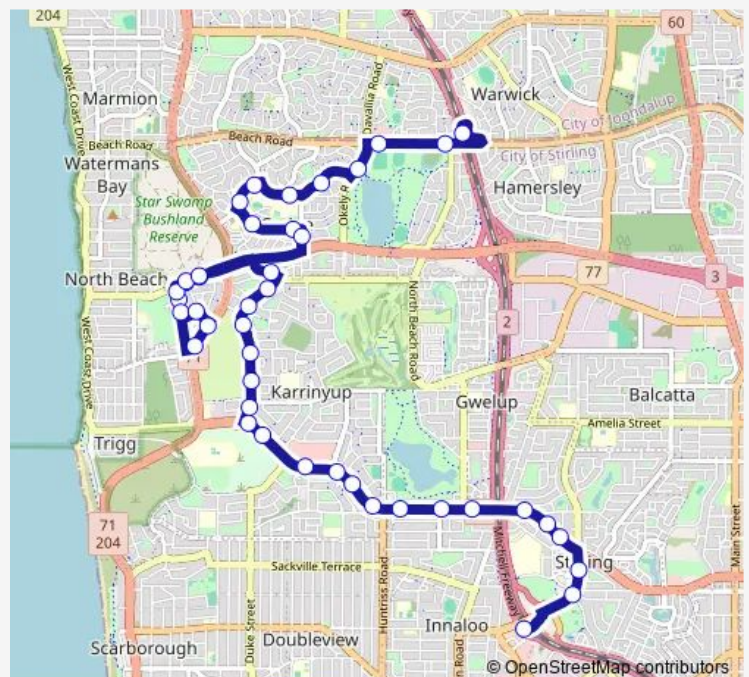 204
60
West Coast Drive
Marmion
Davallia Road
Warwick
City of Joondalup
Beach Road
Beach Road
City of Stirling
Watermans
Bay
Hamersley
Star Swamp
Bushland
Reserve
North Beach
77
3
North Beach Road
2
West Coast Drive
Karrinyup
Gwelup
Balcatta
Amelia Street
Trigg
71
204
Mitchell Freeway
Main Street
Sackville Terrace
Huntriss Road
Duke Street
Innaloo
Doubleview
Scarborough
© OpenStreetMap contributors